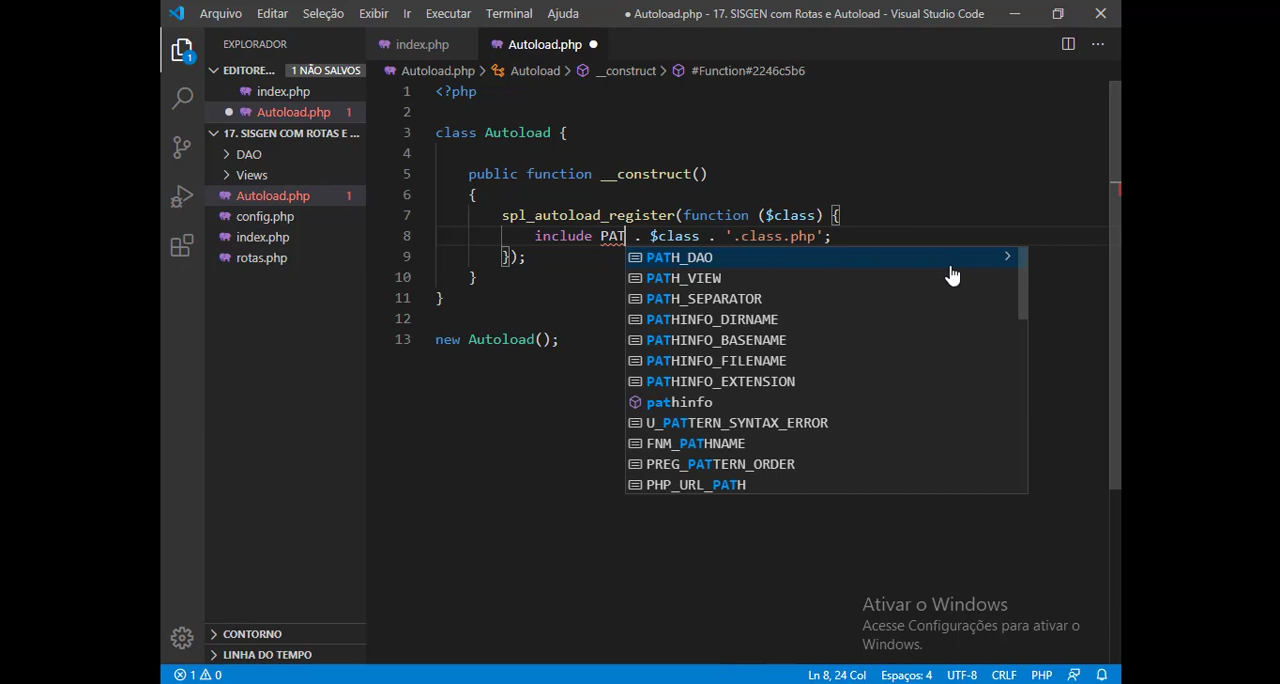 Arquivo Editar Seleção Exibir Ir Executar Terminal Ajuda ● Autoload.php - 17. SISGEN com Rotas e Autoload - Visual Studio Code
EXPLORADOR
index.php Autoload.php
EDITORE... 1 NÃO SALVOS
Autoload.php > Autoload > __construct > #Function#2246c5b6
index.php
Autoload.php 1
17. SISGEN COM ROTAS E ...
DAO
Views
Autoload.php 1
config.php
index.php
rotas.php
1 <?php
2
3 class Autoload {
4
5 public function __construct()
6 {
7 spl_autoload_register(function ($class) {
8 include PAT . $class . '.class.php';
9 });
10 }
11 }
12
13 new Autoload();
PATH_DAO
PATH_VIEW
PATH_SEPARATOR
PATHINFO_DIRNAME
PATHINFO_BASENAME
PATHINFO_FILENAME
PATHINFO_EXTENSION
pathinfo
U_PATTERN_SYNTAX_ERROR
FNM_PATHNAME
PREG_PATTERN_ORDER
PHP_URL_PATH
Ativar o Windows
Acesse Configurações para ativar o
Windows.
CONTORNO
LINHA DO TEMPO
1 0 Ln 8, 24 Col Espaços: 4 UTF-8 CRLF PHP